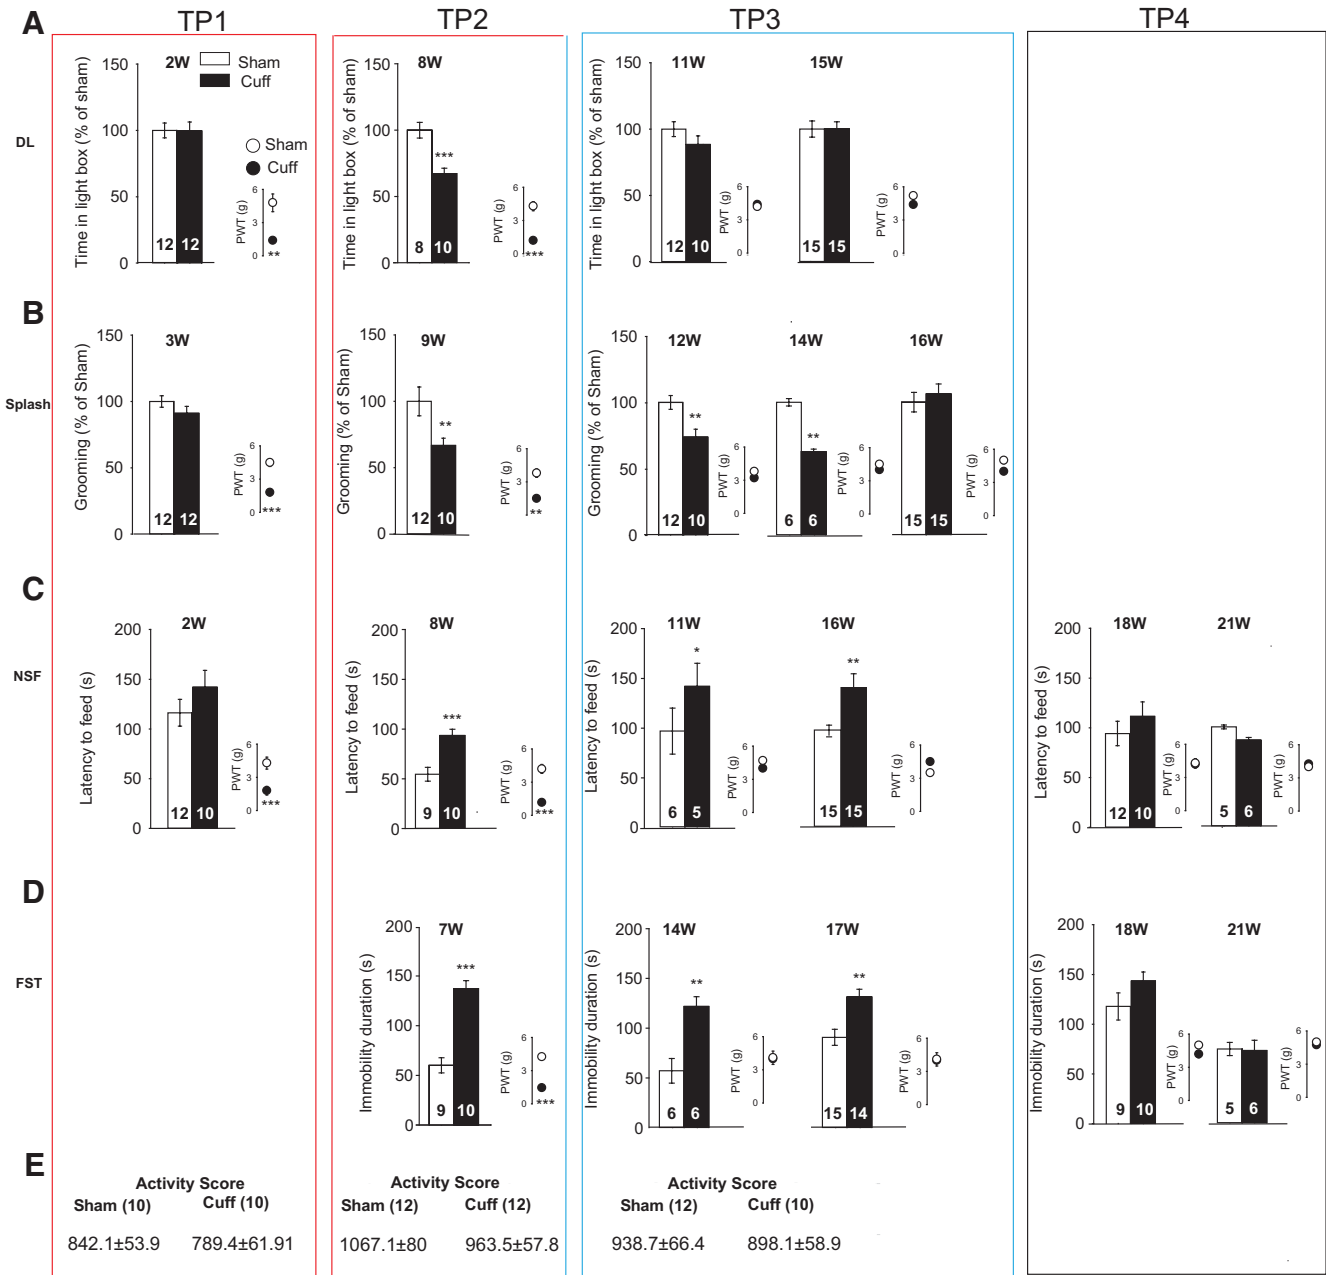 A TP1 TP2 TP3 TP4
DL
Time in light box (% of sham)
150
100
50
0
2W
Sham
Cuff
Sham
Cuff
12 12
PWT (g)
6
3
0
**
Time in light box (% of sham)
150
100
50
0
8W
***
8 10
PWT (g)
6
3
0
***
Time in light box (% of sham)
150
100
50
0
11W
12 10
PWT (g)
6
3
0
15W
15 15
PWT (g)
6
3
0
B
Splash
Grooming (% of Sham)
150
100
50
0
3W
12 12
PWT (g)
6
3
0
***
Grooming (% of Sham)
150
100
50
0
9W
**
12 10
PWT (g)
6
3
0
**
Grooming (% of Sham)
150
100
50
0
12W
**
12 10
PWT (g)
6
3
0
14W
**
6 6
PWT (g)
6
3
0
16W
15 15
PWT (g)
6
3
0
C
NSF
Latency to feed (s)
200
150
100
50
0
2W
12 10
PWT (g)
6
3
0
***
Latency to feed (s)
200
150
100
50
0
8W
***
9 10
PWT (g)
6
3
0
***
Latency to feed (s)
200
150
100
50
0
11W
*
6 5
PWT (g)
6
3
0
16W
**
15 15
PWT (g)
6
3
0
Latency to feed (s)
200
150
100
50
0
18W
12 10
PWT (g)
6
3
0
21W
5 6
PWT (g)
6
3
0
D
FST
Immobility duration (s)
200
150
100
50
0
7W
***
9 10
PWT (g)
6
3
0
***
Immobility duration (s)
200
150
100
50
0
14W
**
6 6
PWT (g)
6
3
0
17W
**
15 14
PWT (g)
6
3
0
Immobility duration (s)
200
150
100
50
0
18W
9 10
PWT (g)
6
3
0
21W
5 6
PWT (g)
6
3
0
E
Activity Score
Sham (10) Cuff (10)
842.1±53.9 789.4±61.91
Activity Score
Sham (12) Cuff (12)
1067.1±80 963.5±57.8
Activity Score
Sham (12) Cuff (10)
938.7±66.4 898.1±58.9